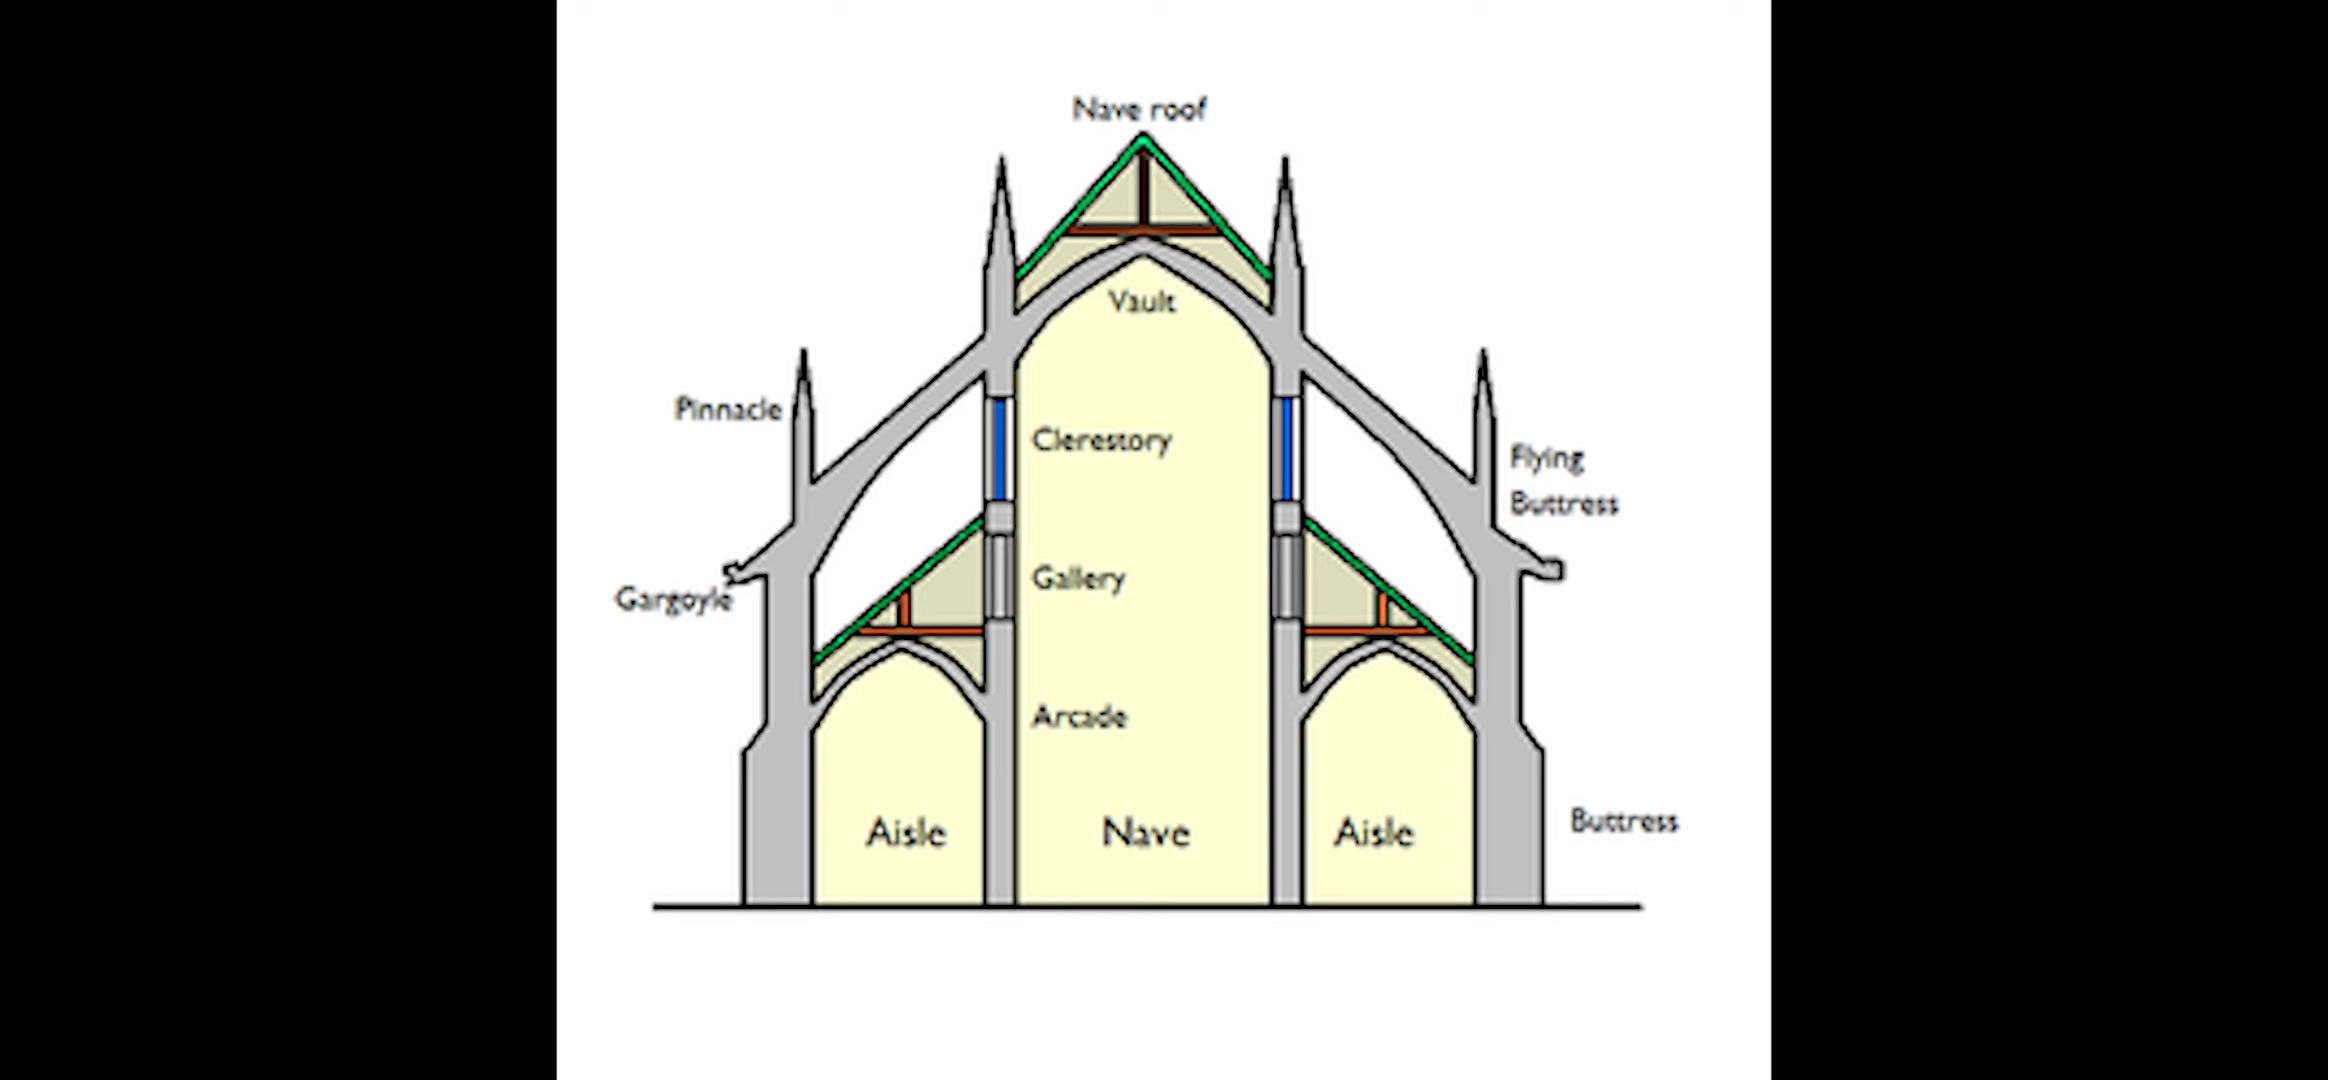 Nave roof
Vault
Pinnacle
Clerestory
Flying
Buttress
Gallery
Gargoyle
Arcade
Buttress
Aisle
Nave
Aisle